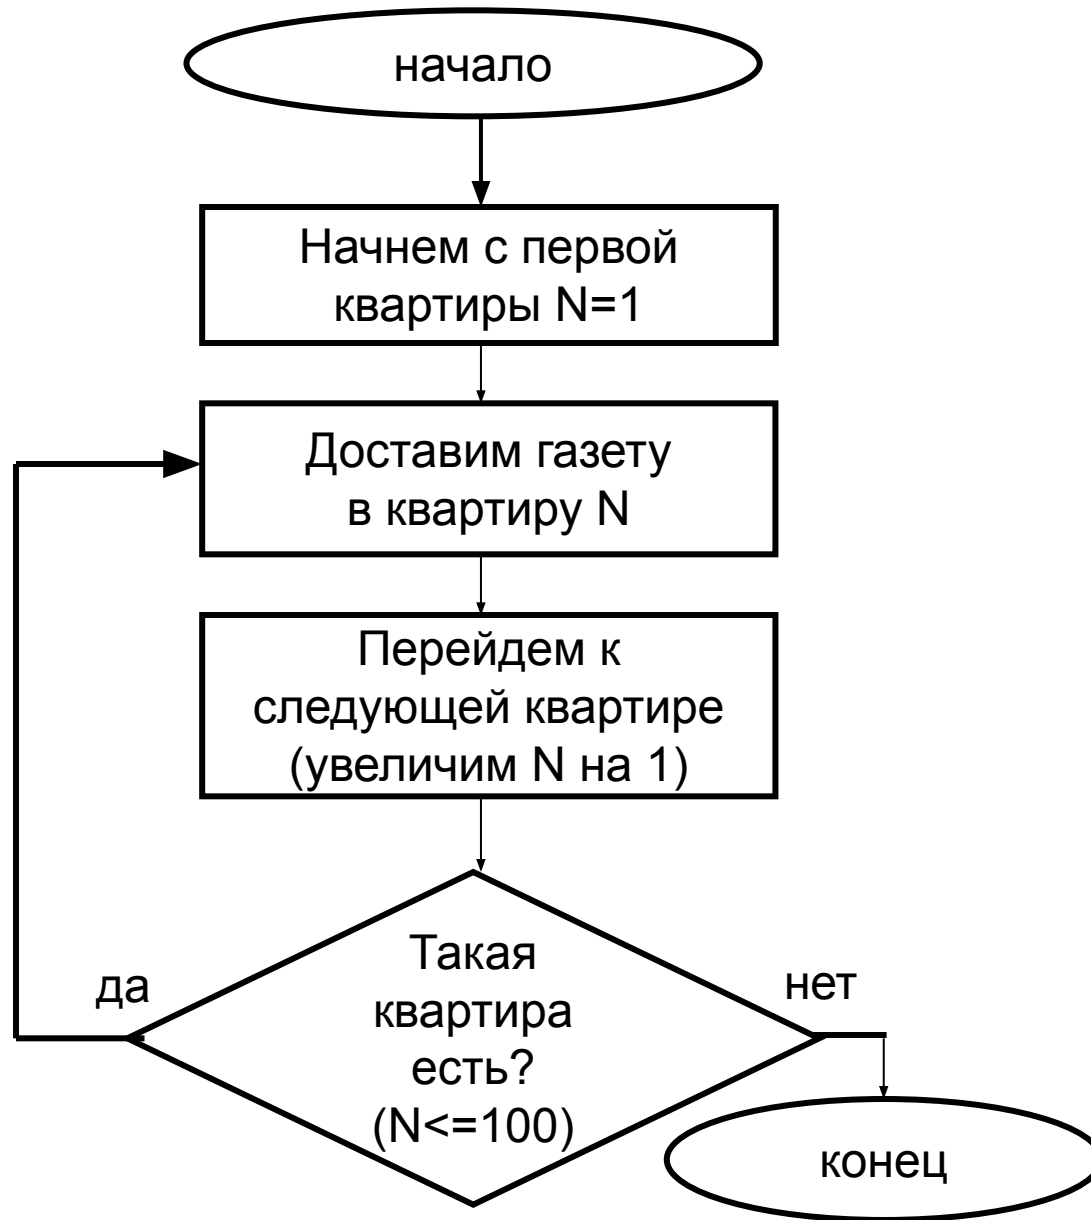 начало
Начнем с первой
квартиры N=1
Доставим газету
в квартиру N
Перейдем к
следующей квартире
(увеличим N на 1)
Такая
квартира
есть?
(N<=100)
да
нет
конец